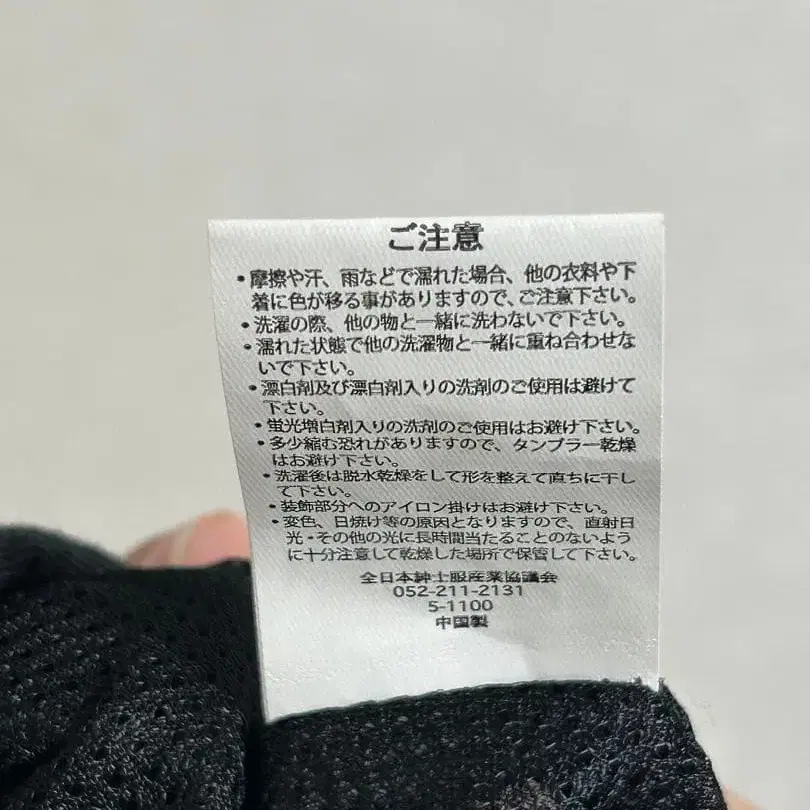 ご注意
・摩擦や汗、雨などで濡れた場合、他の衣料や下
着に色が移る事がありますので、ご注意下さい。
・洗濯の際、他の物と一緒に洗わないで下さい。
・濡れた状態で他の洗濯物と一緒に重ね合わせな
いで下さい。
・漂白剤及び漂白剤入りの洗剤のご使用は避けて
下さい。
・蛍光増白剤入りの洗剤のご使用はお避け下さい。
・多少縮む恐れがありますので、タンブラー乾燥
はお避け下さい。
・洗濯後は脱水乾燥をして形を整えて直ちに干し
て下さい。
・装飾部分へのアイロン掛けはお避け下さい。
・変色、日焼け等の原因となりますので、直射日
光・その他の光に長時間当たることのないよう
に十分注意して乾燥した場所で保管して下さい。
全日本紳士服産業協議会
052-211-2131
5-1100
中国製